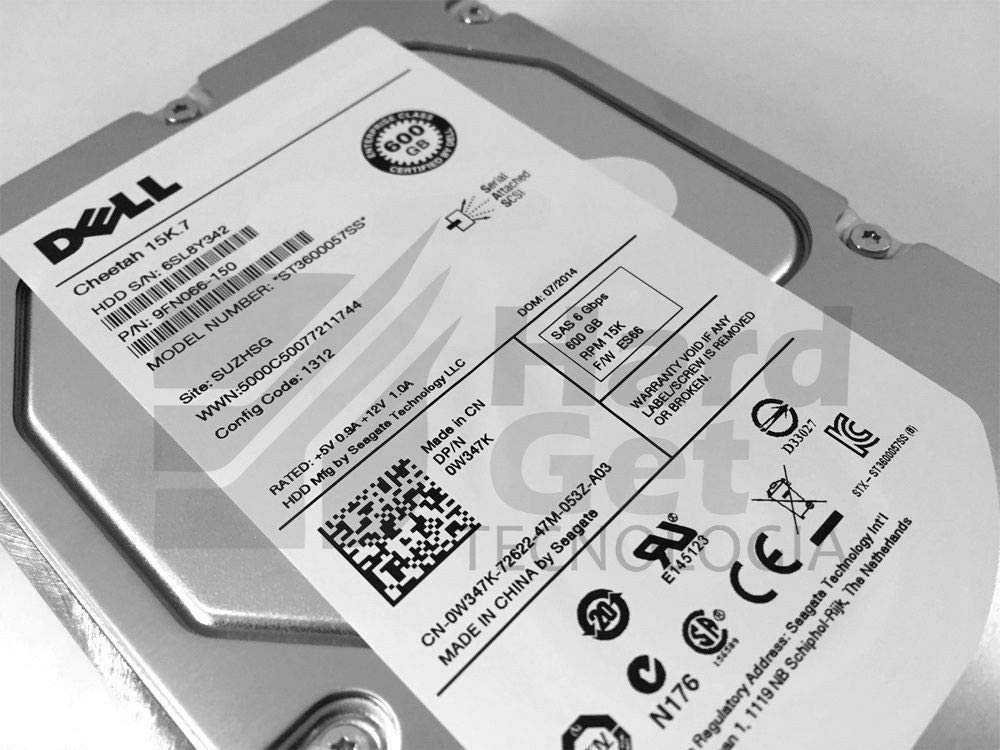 DELL
Cheetah 15K.7
ENTERPRISE CLASS
600
GB
CERTIFIED BY DELL
HDD S/N: 6SL8Y342
P/N: 9FN066-150
MODEL NUMBER: "ST3600057SS"
Serial
Attached
SCSI
Site: SUZHSG
WWN:5000C50077211744
Config Code: 1312
DOM: 07/2014
SAS 6 Gbps
600 GB
RPM 15K
F/W ES66
RATED: +5V 0.9A +12V 1.0A
HDD Mfg by Seagate Technology LLC
WARRANTY VOID IF ANY
LABEL/SCREW IS REMOVED
OR BROKEN.
Made in CN
DP/N
0W347K
CN-0W347K-72622-47M-053Z-A03
MADE IN CHINA by Seagate
D33027
STX – ST3600057SS (B)
E145123
CE
20
N176
Regulatory Address: Seagate Technology Int'l
1, 1119 NB Schiphol-Rijk, The Netherlands
Hard
Get
TECNOLOGIA